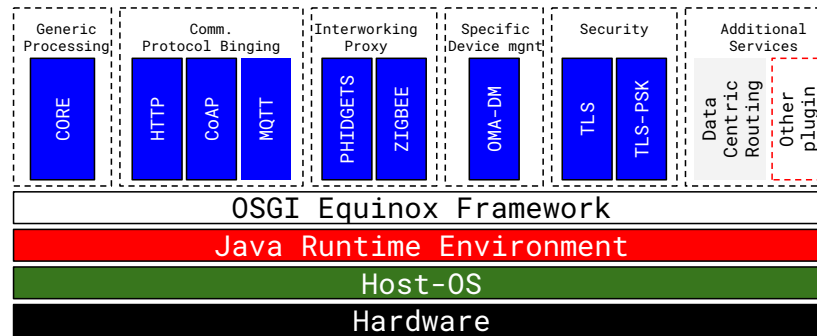 Generic
Processing
Comm.
Protocol Binging
Interworking
Proxy
Specific
Device mgnt
Security
Additional
Services
CORE
HTTP
CoAP
MQTT
PHIDGETS
ZIGBEE
OMA-DM
TLS
TLS-PSK
Data
Centric
Routing
Other
plugin
OSGI Equinox Framework
Java Runtime Environment
Host-OS
Hardware